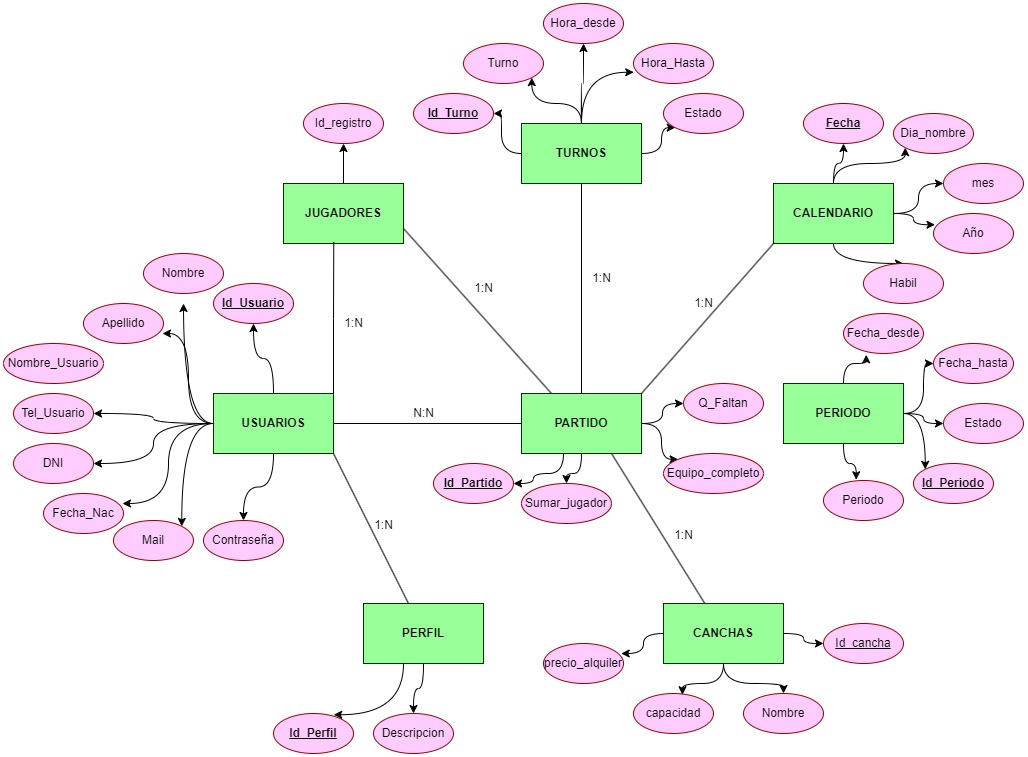 Hora_desde
Turno
Hora_Hasta
Id_Turno
Estado
TURNOS
Id_registro
JUGADORES
Fecha
Dia_nombre
mes
Año
Habil
CALENDARIO
1:N
1:N
1:N
1:N
Nombre
Id_Usuario
Apellido
Nombre_Usuario
Tel_Usuario
DNI
Fecha_Nac
Mail
Contraseña
USUARIOS
N:N
PARTIDO
Q_Faltan
Equipo_completo
Id_Partido
Sumar_jugador
Fecha_desde
Fecha_hasta
PERIODO
Estado
Id_Periodo
Periodo
1:N
1:N
PERFIL
Id_Perfil
Descripcion
CANCHAS
Id_cancha
precio_alquiler
capacidad
Nombre